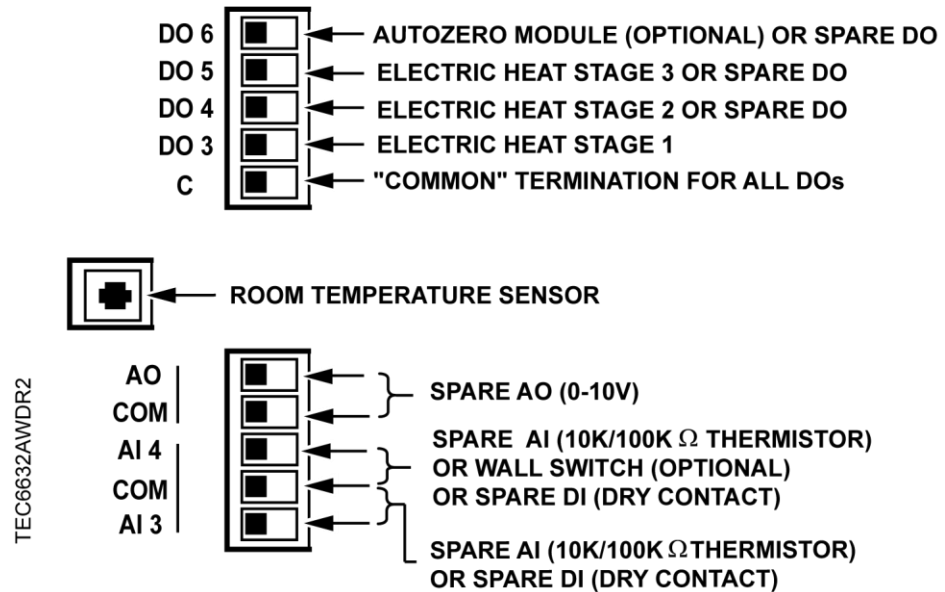 DO 6 AUTOZERO MODULE (OPTIONAL) OR SPARE DO
DO 5 ELECTRIC HEAT STAGE 3 OR SPARE DO
DO 4 ELECTRIC HEAT STAGE 2 OR SPARE DO
DO 3 ELECTRIC HEAT STAGE 1
C "COMMON" TERMINATION FOR ALL DOs
ROOM TEMPERATURE SENSOR
AO
COM
SPARE AO (0-10V)
AI 4
COM
AI 3
SPARE AI (10K/100K Ω THERMISTOR)
OR WALL SWITCH (OPTIONAL)
OR SPARE DI (DRY CONTACT)
SPARE AI (10K/100K Ω THERMISTOR)
OR SPARE DI (DRY CONTACT)
TEC6632AWDR2